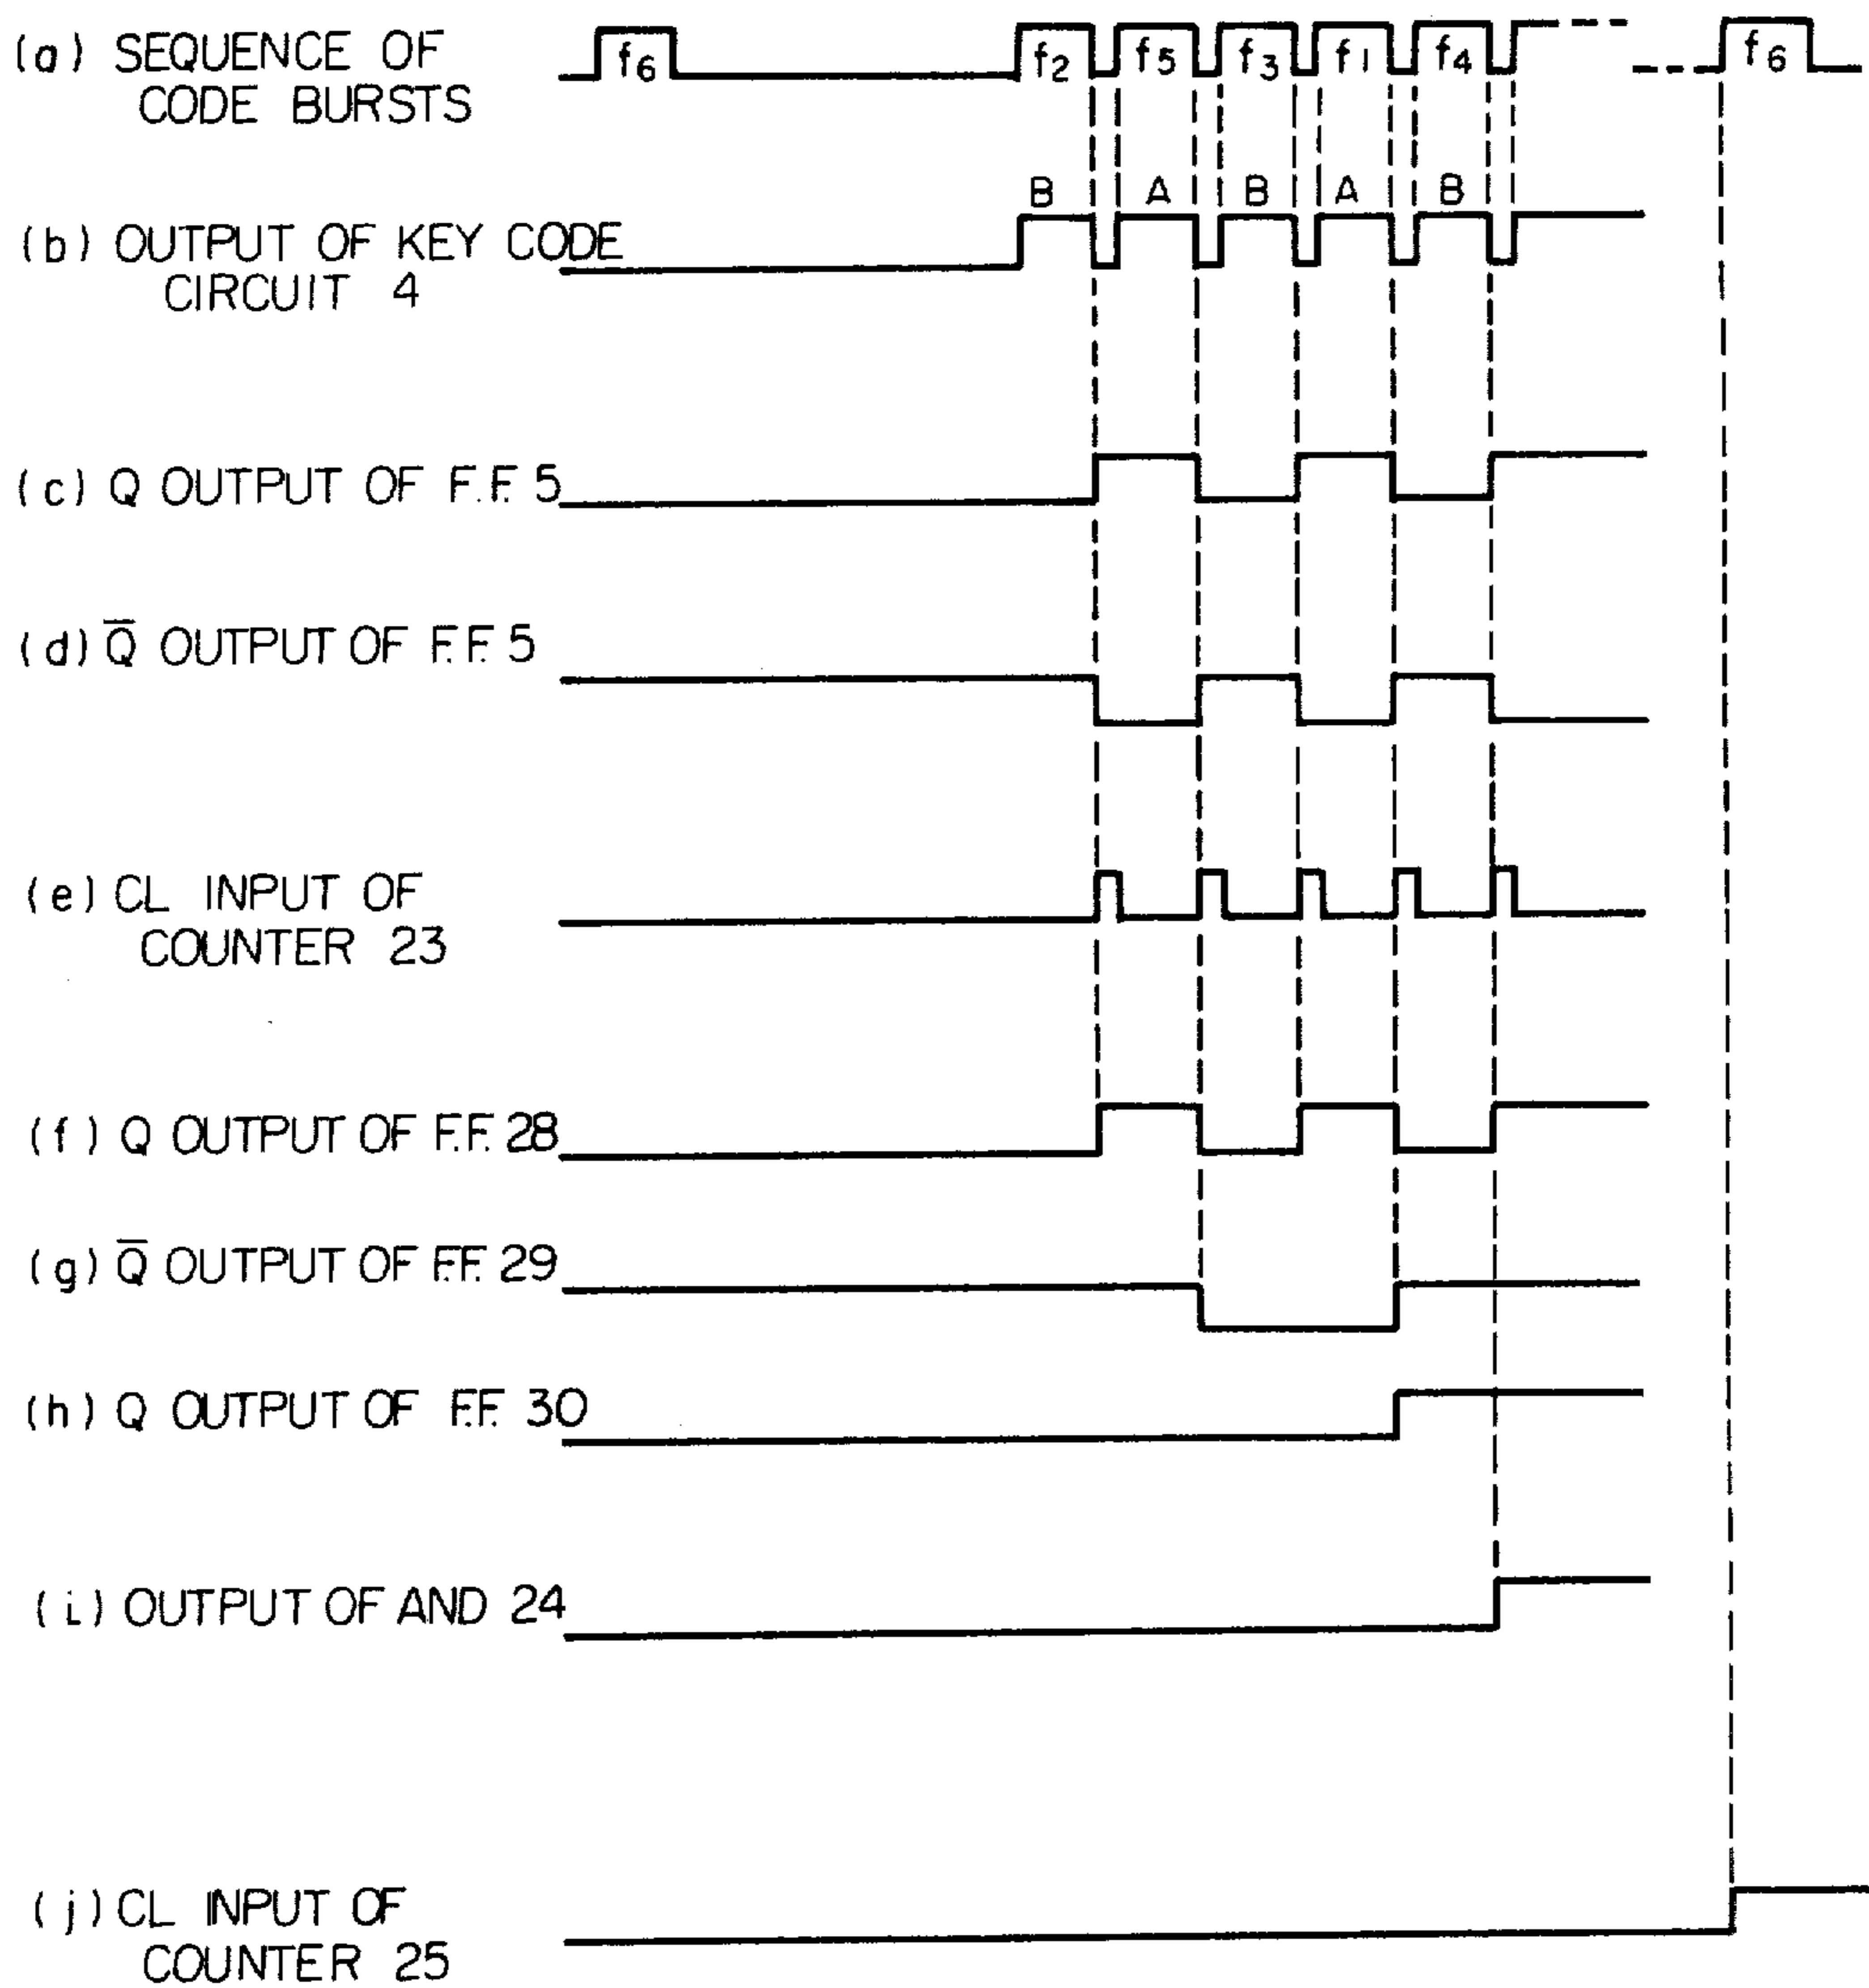 (a) SEQUENCE OF
CODE BURSTS
f6 f2 f5 f3 f1 f4 f6
B A B A B
(b) OUTPUT OF KEY CODE
CIRCUIT 4
(c) Q OUTPUT OF F.F. 5
(d) Q̅ OUTPUT OF F.F. 5
(e) CL INPUT OF
COUNTER 23
(f) Q OUTPUT OF F.F. 28
(g) Q̅ OUTPUT OF F.F. 29
(h) Q OUTPUT OF F.F. 30
(i) OUTPUT OF AND 24
(j) CL INPUT OF
COUNTER 25